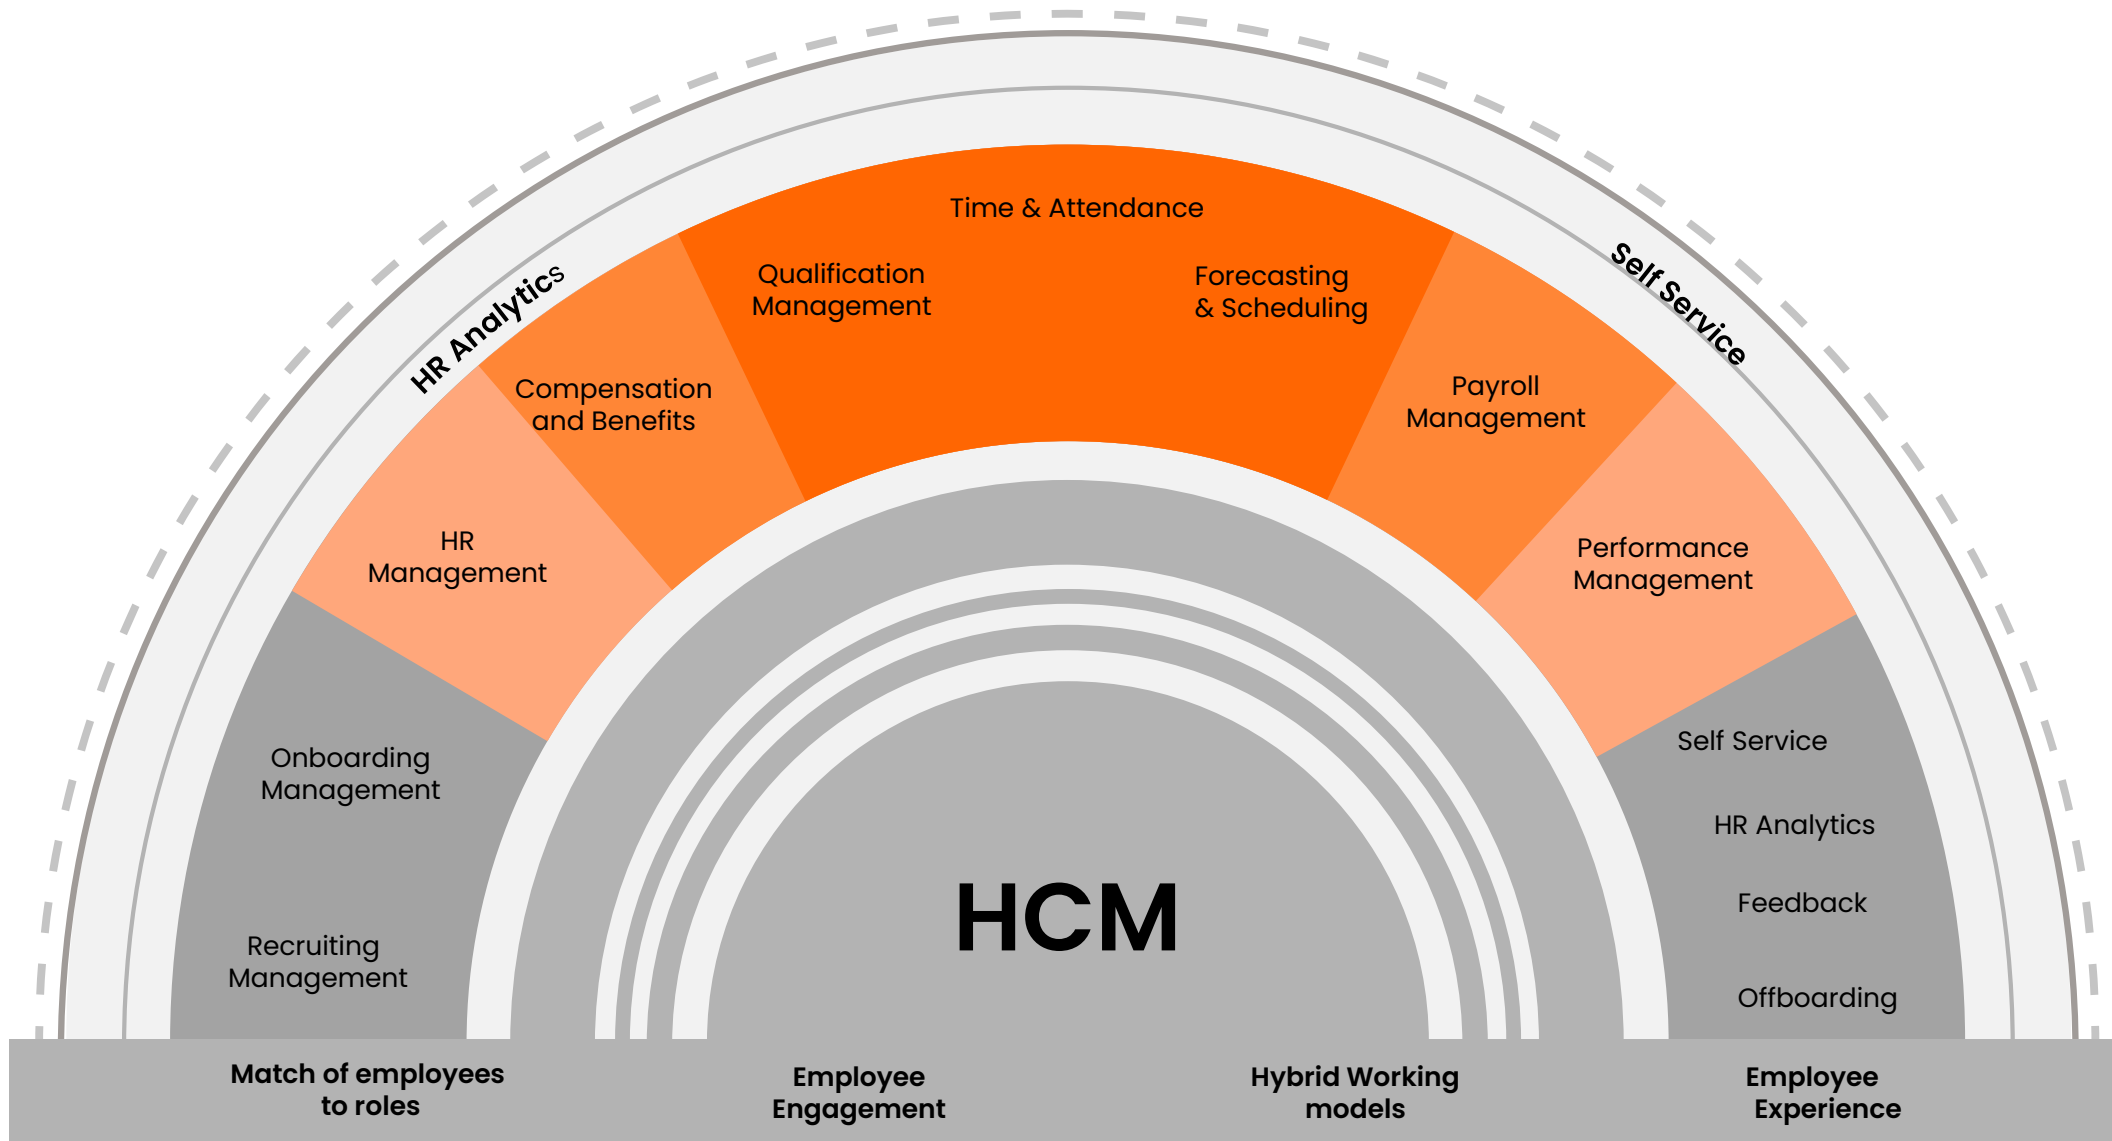 Time & Attendance
Qualification
Management
Forecasting
& Scheduling
HR Analytics
Self Service
Compensation
and Benefits
Payroll
Management
HR
Management
Performance
Management
Onboarding
Management
Self Service
HR Analytics
Feedback
Recruiting
Management
Offboarding
HCM
Match of employees
to roles
Employee
Engagement
Hybrid Working
models
Employee
Experience